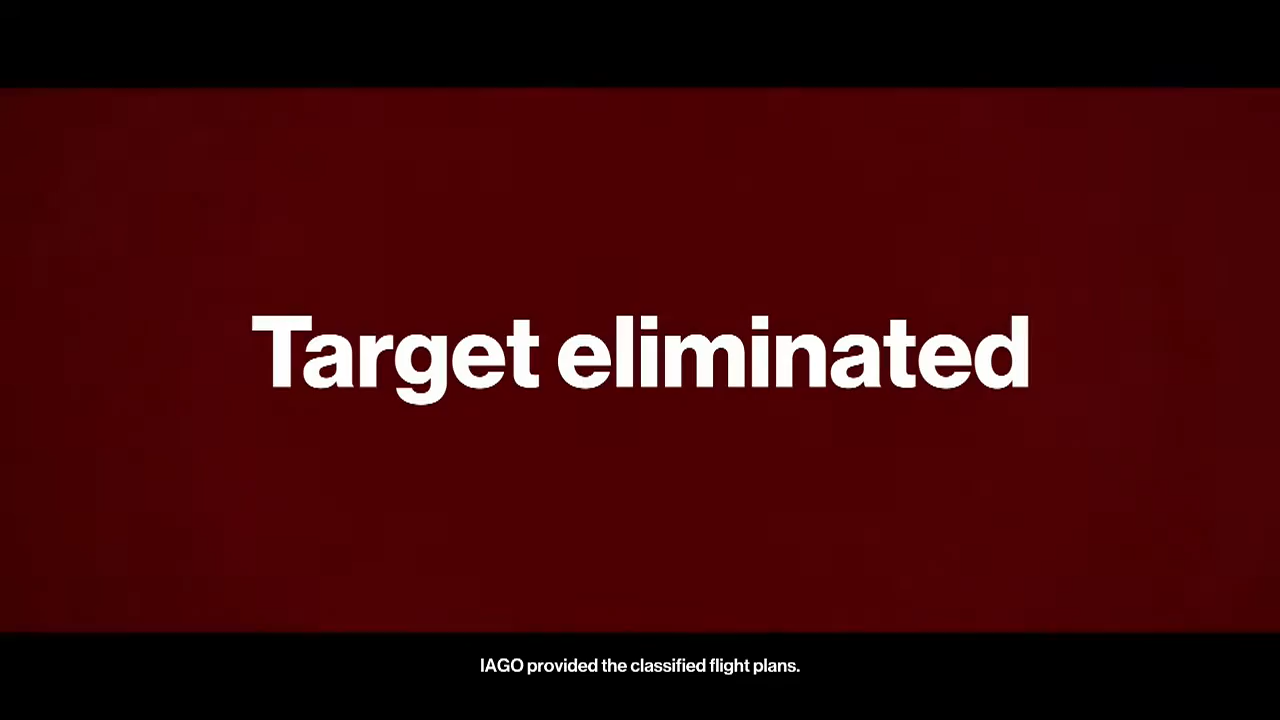 Target eliminated
IAGO provided the classified flight plans.